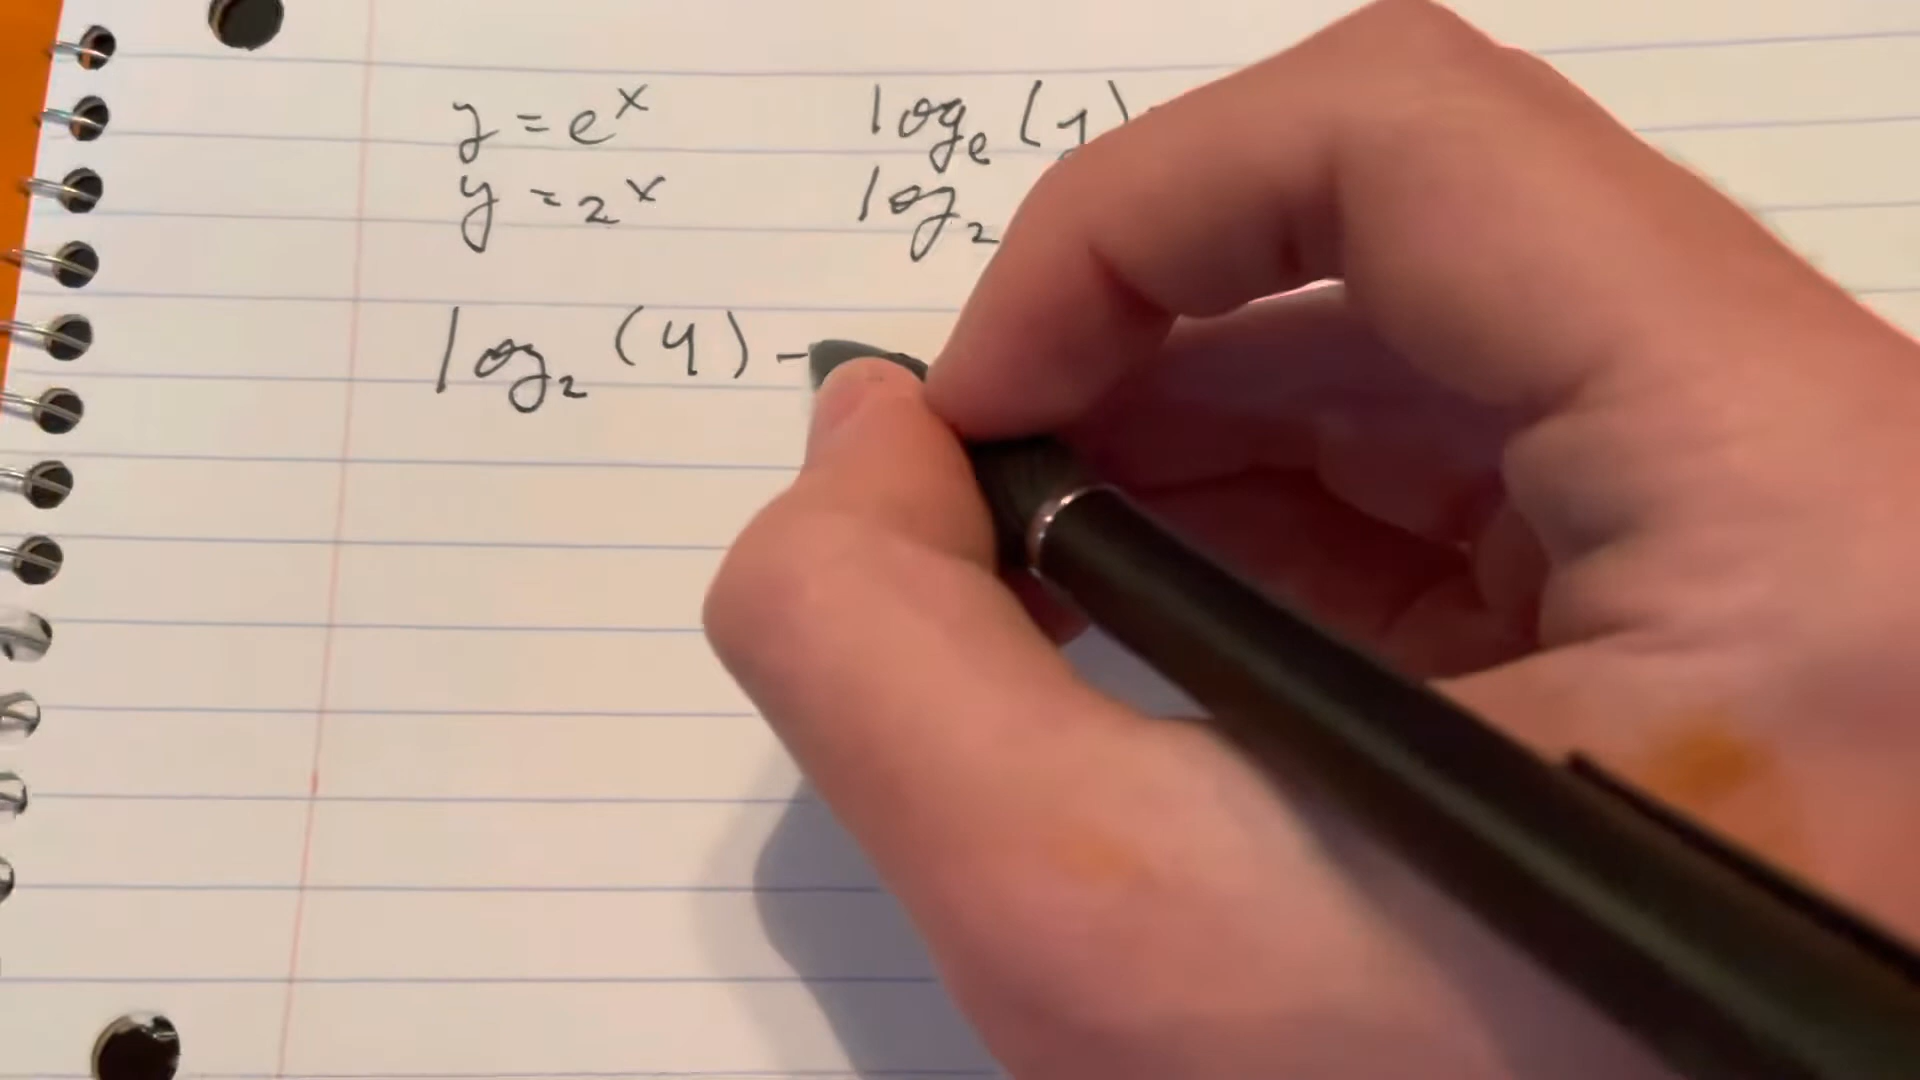 y = e^x log_e (y)
y = 2^x log_2
log_2 (4) -